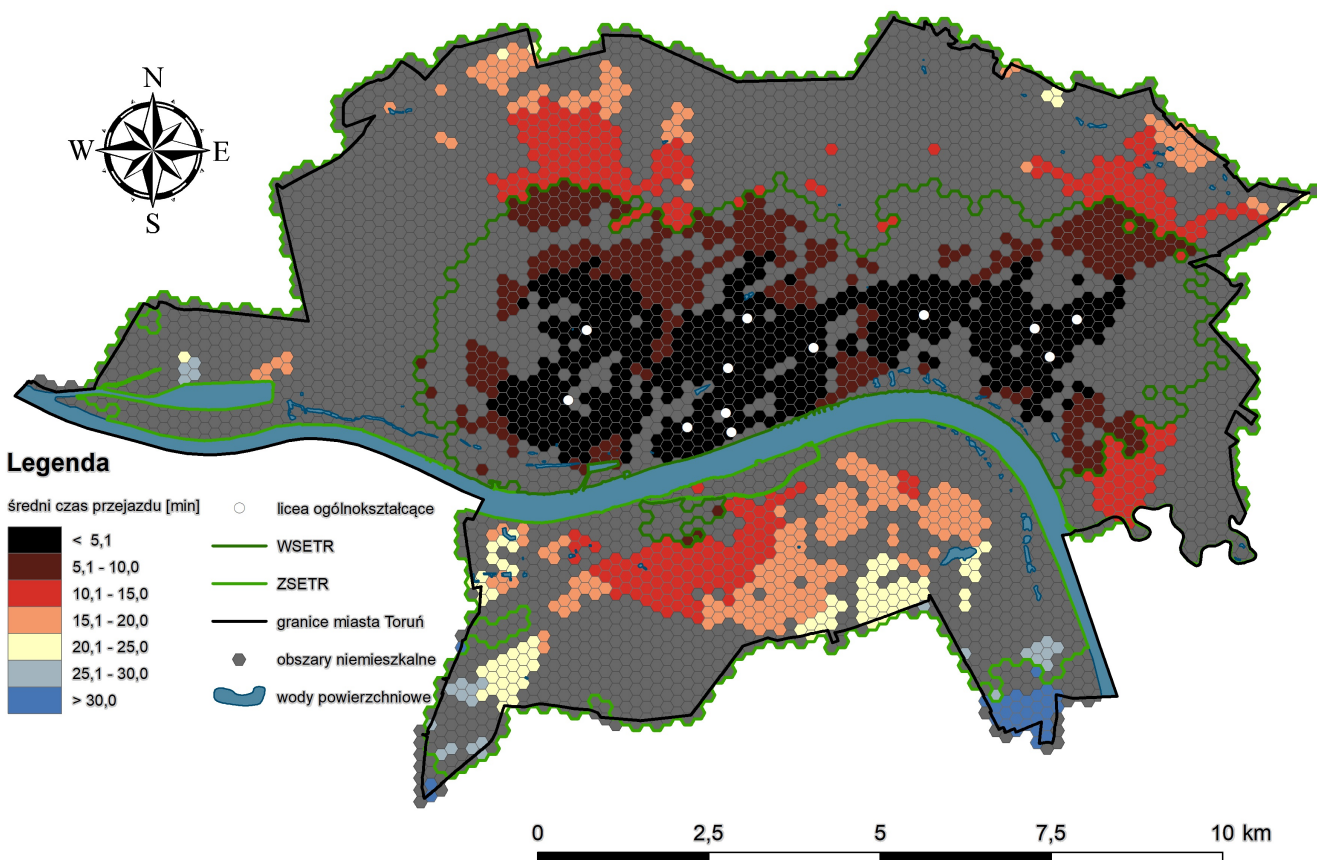 N
W E
S
Legenda
średni czas przejazdu [min]
< 5,1
5,1 - 10,0
10,1 - 15,0
15,1 - 20,0
20,1 - 25,0
25,1 - 30,0
> 30,0
licea ogólnokształcące
WSETR
ZSETR
granice miasta Toruń
obszary niemieszkalne
wody powierzchniowe
0 2,5 5 7,5 10 km